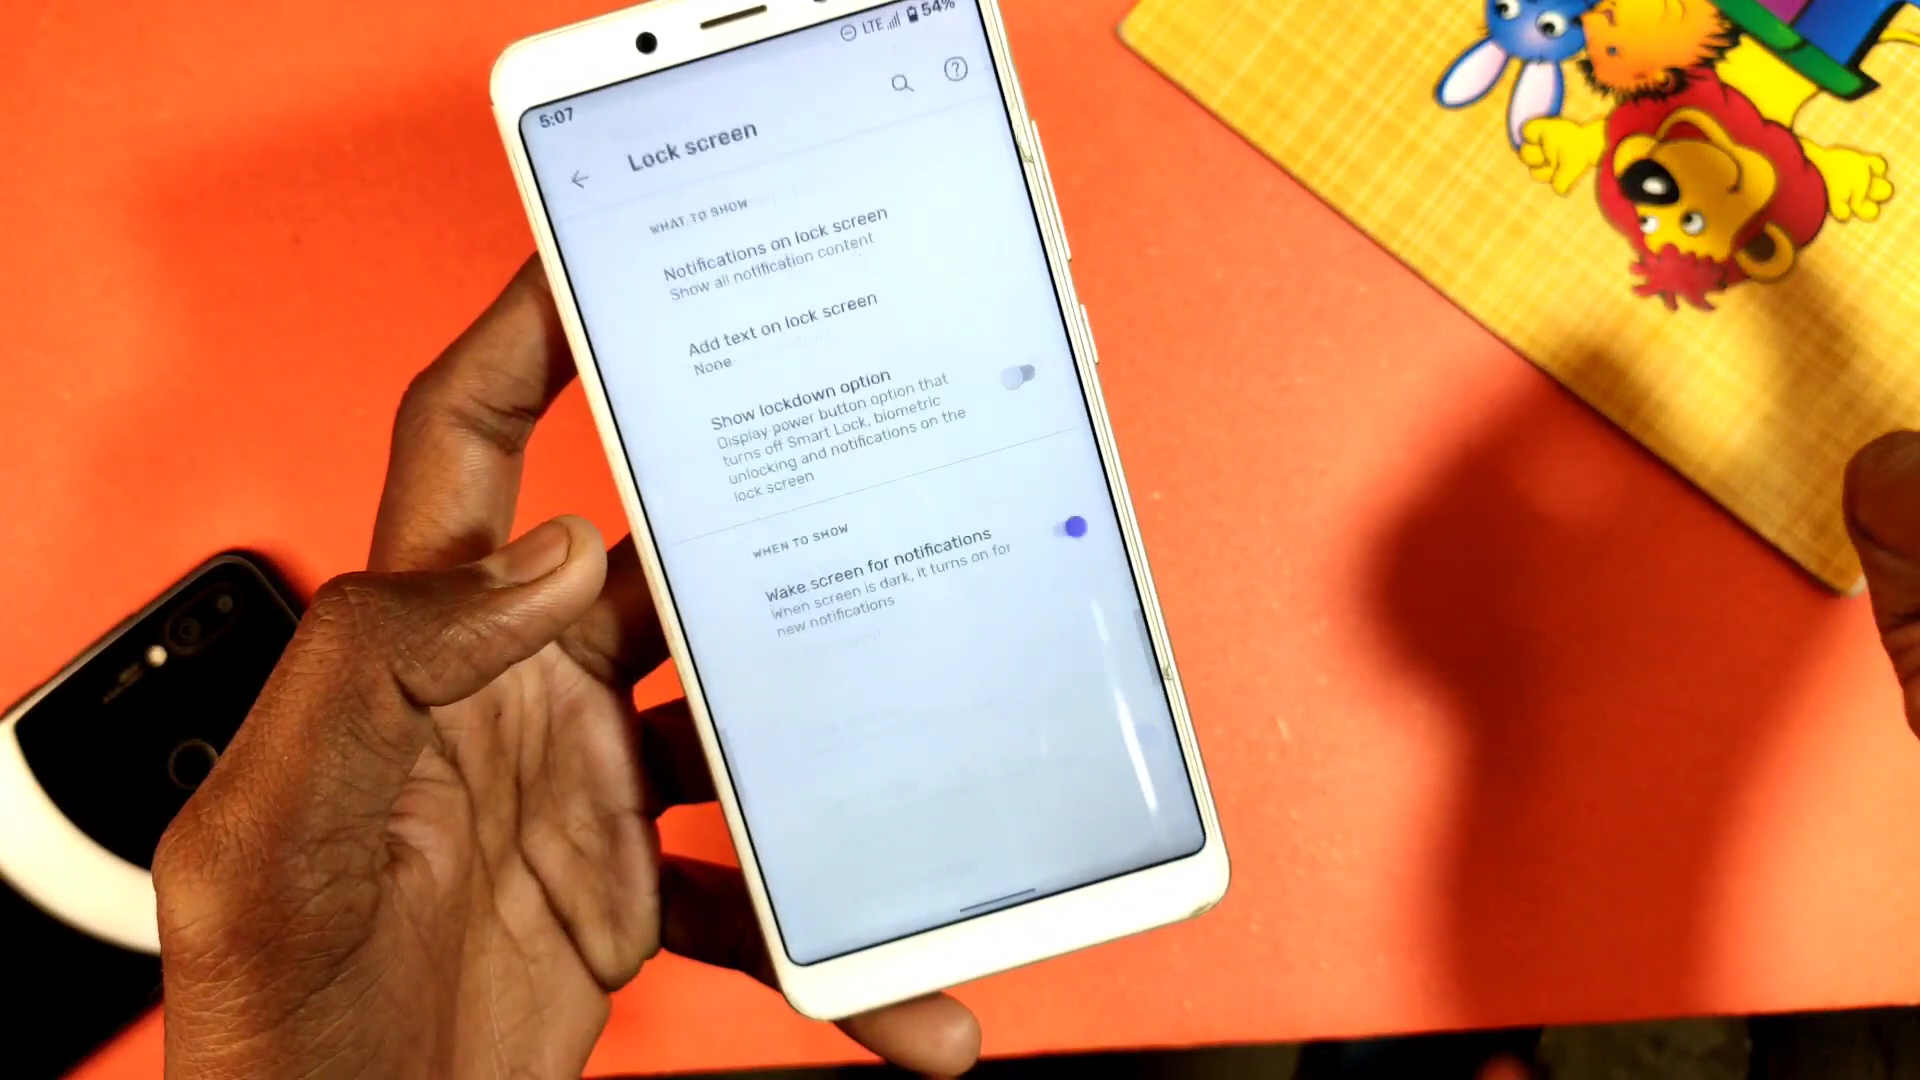 5:07
LTE 54%
Lock screen
WHAT TO SHOW
Notifications on lock screen
Show all notification content
Add text on lock screen
None
Show lockdown option
Display power button option that
turns off Smart Lock, biometric
unlocking and notifications on the
lock screen
WHEN TO SHOW
Wake screen for notifications
When screen is dark, it turns on for
new notifications